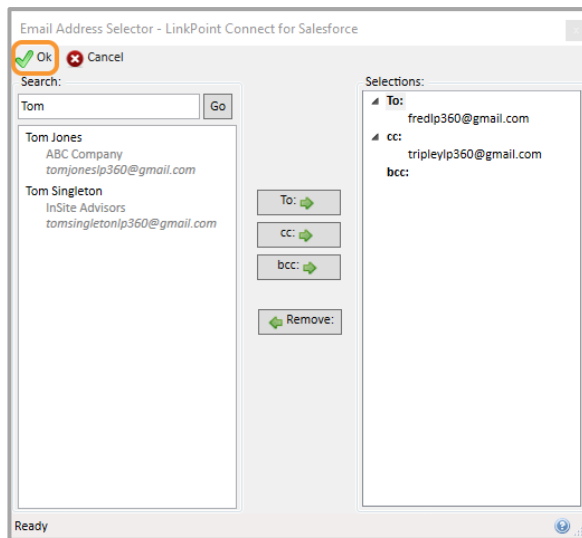 Email Address Selector - LinkPoint Connect for Salesforce
Ok Cancel
Search:
Tom
Go
Tom Jones
ABC Company
tomjoneslp360@gmail.com
Tom Singleton
InSite Advisors
tomsingletonlp360@gmail.com
To:
cc:
bcc:
Remove:
Selections:
To:
fredlp360@gmail.com
cc:
tripleylp360@gmail.com
bcc:
Ready